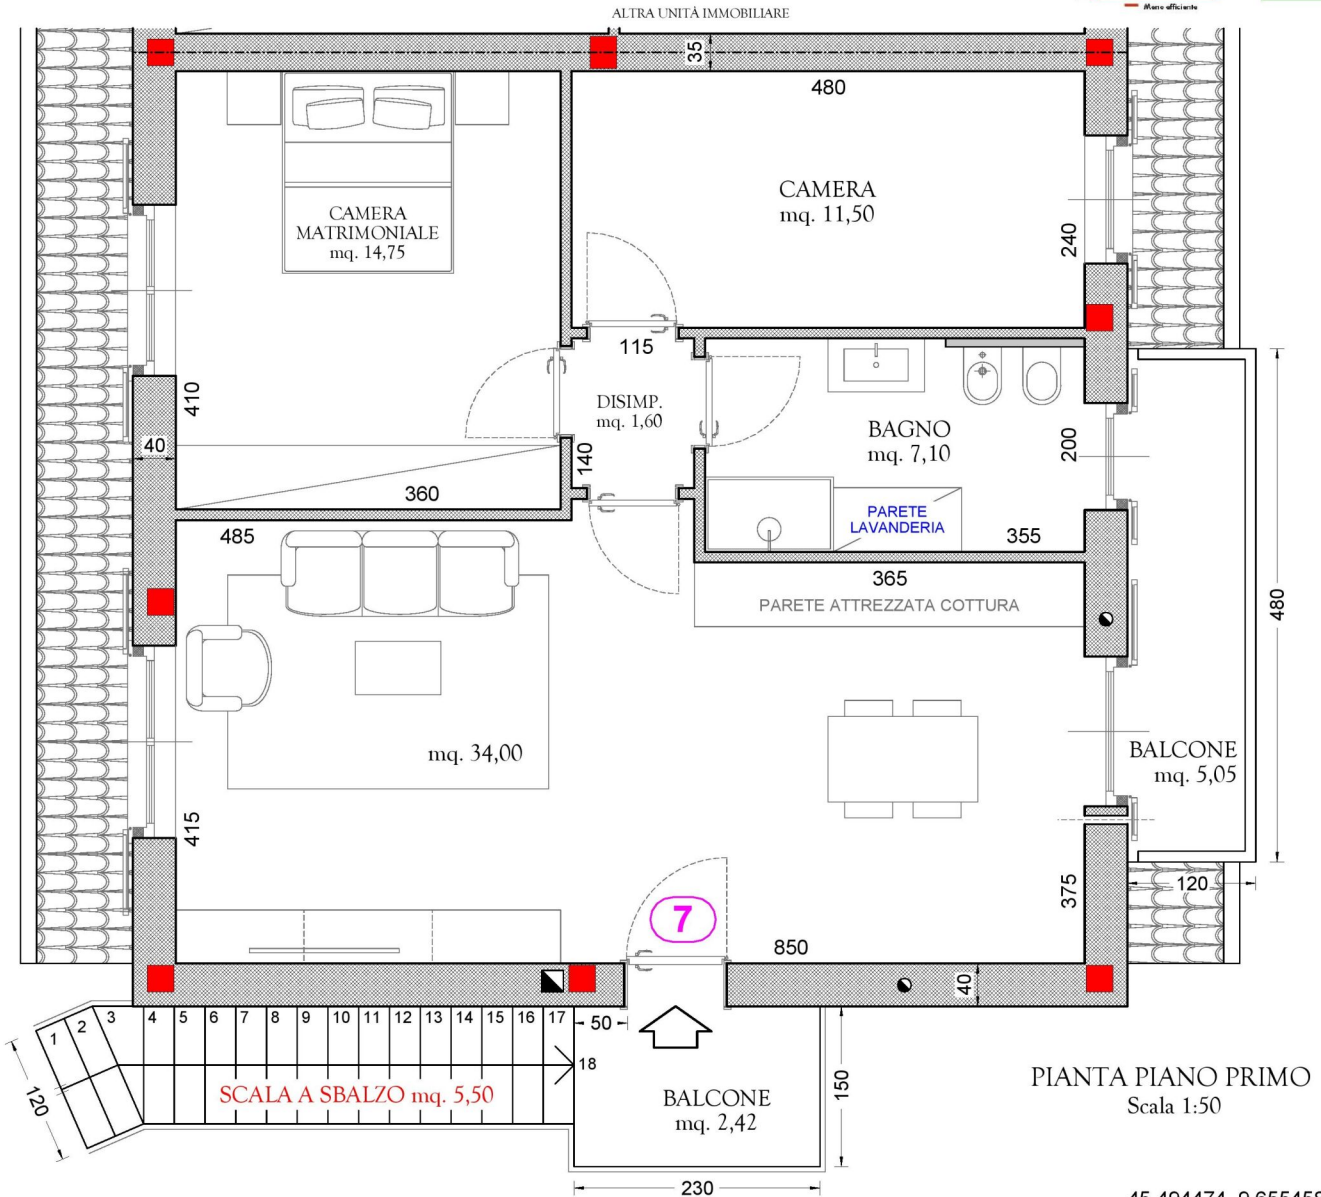 Meno efficiente
ALTRA UNITÀ IMMOBILIARE
35
480
CAMERA
mq. 11,50
CAMERA
MATRIMONIALE
mq. 14,75
240
115
410
DISIMP.
mq. 1,60
BAGNO
mq. 7,10
200
40
140
360
PARETE
LAVANDERIA
485
355
365
PARETE ATTREZZATA COTTURA
480
mq. 34,00
BALCONE
mq. 5,05
415
375
120
7
850
40
1
2
3
4
5
6
7
8
9
10
11
12
13
14
15
16
17
50
18
120
SCALA A SBALZO mq. 5,50
BALCONE
mq. 2,42
150
PIANTA PIANO PRIMO
Scala 1:50
230